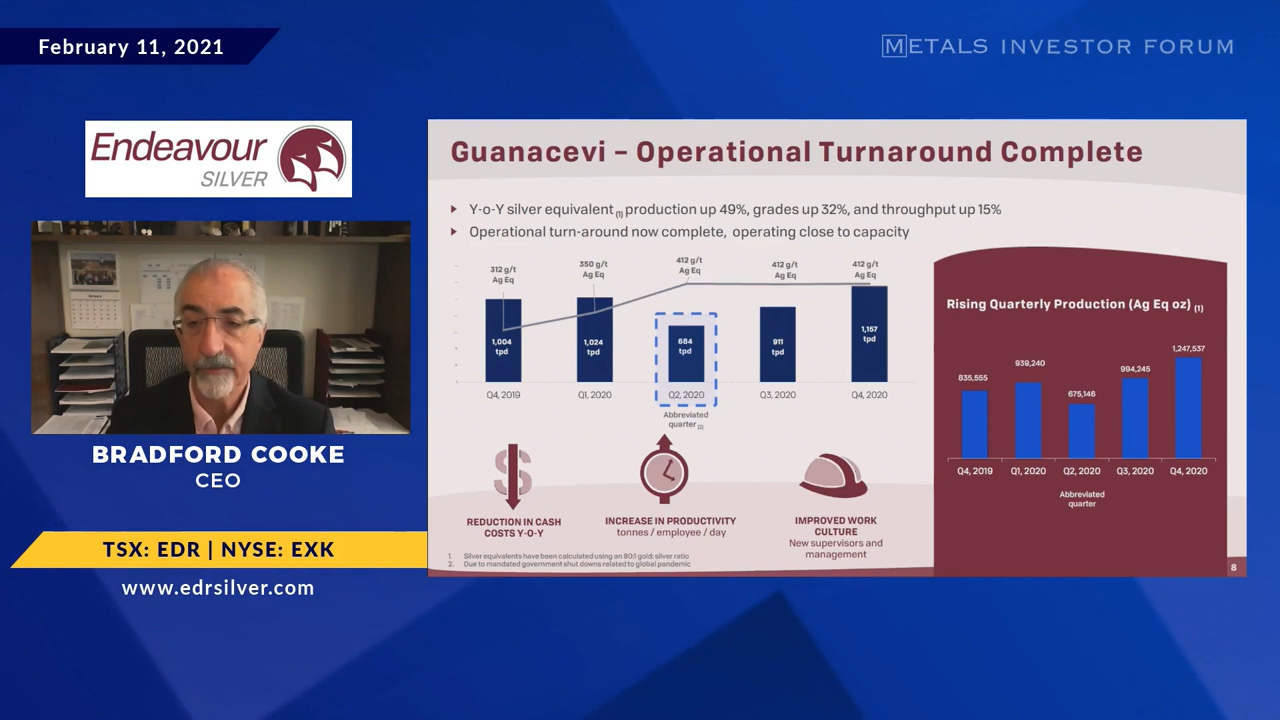 February 11, 2021
METALS INVESTOR FORUM
Endeavour
SILVER
BRADFORD COOKE
CEO
TSX: EDR | NYSE: EXK
www.edrsilver.com
Guanacevi – Operational Turnaround Complete
Y-o-Y silver equivalent (1) production up 49%, grades up 32%, and throughput up 15%
Operational turn-around now complete, operating close to capacity
312 g/t
Ag Eq
350 g/t
Ag Eq
412 g/t
Ag Eq
412 g/t
Ag Eq
412 g/t
Ag Eq
1,004
tpd
1,024
tpd
684
tpd
911
tpd
1,157
tpd
Q4, 2019
Q1, 2020
Q2, 2020
Q3, 2020
Q4, 2020
Abbreviated
quarter (2)
REDUCTION IN CASH
COSTS Y-O-Y
INCREASE IN PRODUCTIVITY
tonnes / employee / day
IMPROVED WORK
CULTURE
New supervisors and
management
1. Silver equivalents have been calculated using an 80:1 gold: silver ratio
2. Due to mandated government shut downs related to global pandemic
Rising Quarterly Production (Ag Eq oz) (1)
835,555
939,240
675,146
994,245
1,247,537
Q4, 2019
Q1, 2020
Q2, 2020
Q3, 2020
Q4, 2020
Abbreviated
quarter
8